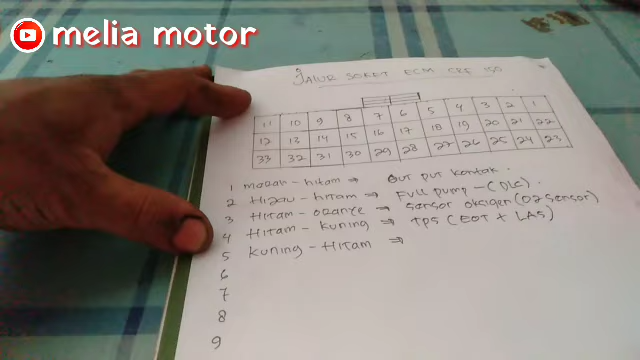 melia motor
JALUR SOKET ECM CRF 150
11 10 9 8 7 6 5 4 3 2 1
12 13 14 15 16 17 18 19 20 21 22
33 32 31 30 29 28 27 26 25 24 23
1 merah - hitam ⇒ out put kontak.
2 Hijau - hitam ⇒ Full pump - (DLC).
3 Hitam - orange ⇒ sensor oksigen (O2 sensor)
4 Hitam - kuning ⇒ TPS (EOT + IAS)
5 kuning - Hitam ⇒
6
7
8
9